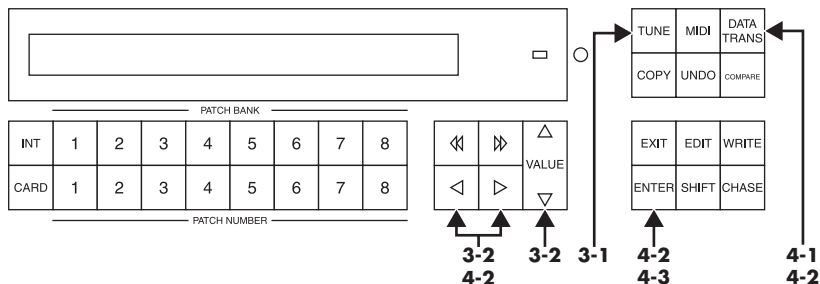 TUNE MIDI DATA TRANS
COPY UNDO COMPARE
PATCH BANK
INT 1 2 3 4 5 6 7 8
CARD 1 2 3 4 5 6 7 8
PATCH NUMBER
VALUE
EXIT EDIT WRITE
ENTER SHIFT CHASE
3-2 3-2 3-1 4-2 4-1
4-2 4-3 4-2